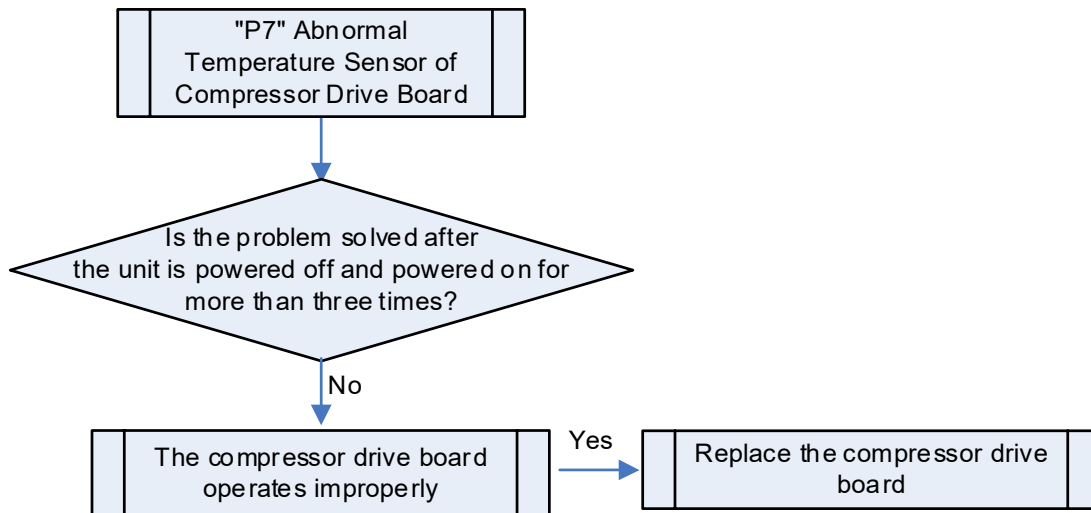 "P7" Abnormal
Temperature Sensor of
Compressor Drive Board
Is the problem solved after
the unit is powered off and powered on for
more than three times?
No
The compressor drive board
operates improperly
Yes
Replace the compressor drive
board